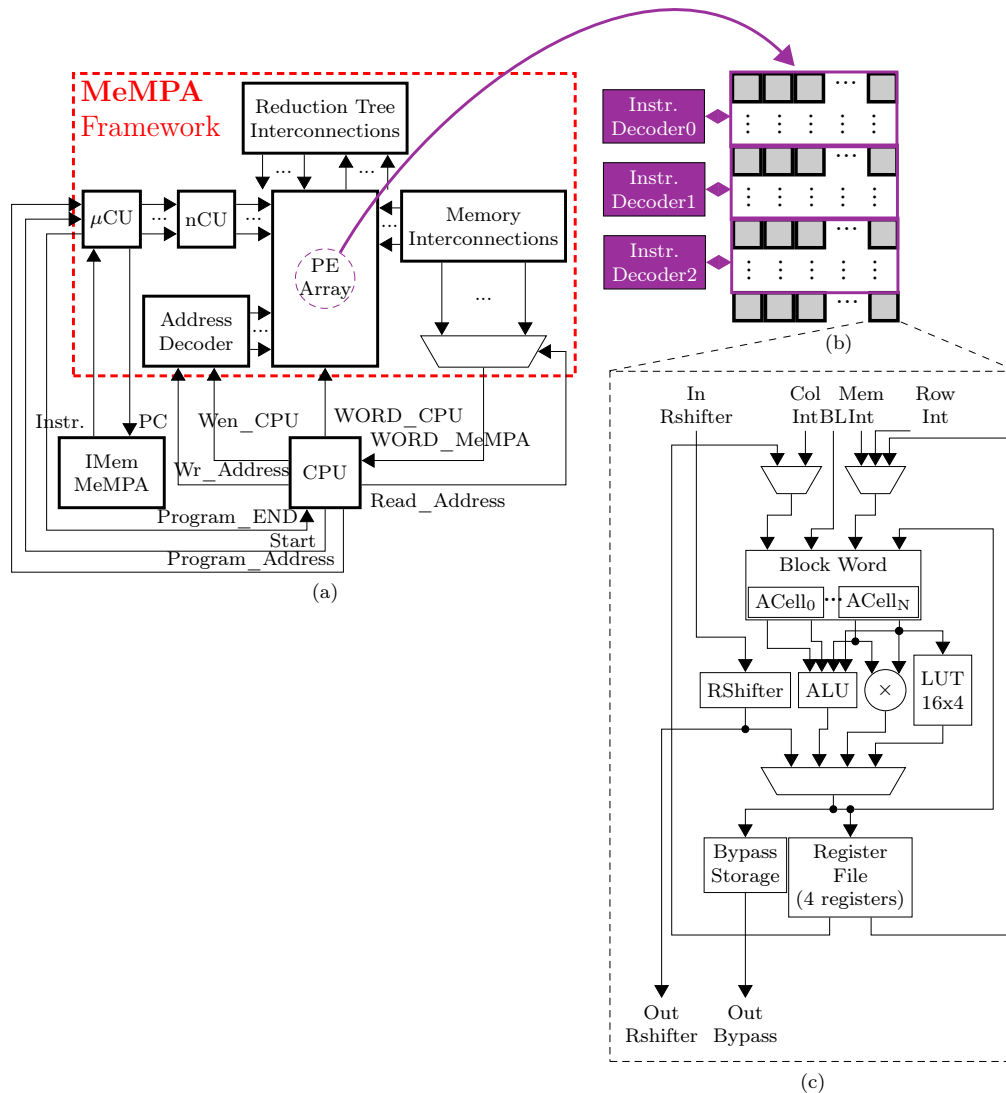 MeMPA
Framework
Reduction Tree
Interconnections
...
...
μCU
...
...
nCU
...
...
PE
Array
...
...
Memory
Interconnections
...
Address
Decoder
...
Instr.
PC
Wen_CPU
WORD_CPU
WORD_MeMPA
IMem
MeMPA
Wr_Address
CPU
Read_Address
Program_END
Start
Program_Address
(a)
Instr.
Decoder0
Instr.
Decoder1
Instr.
Decoder2
(b)
In
Rshifter
Col
Int
BL
Mem
Int
Row
Int
Block Word
ACell0
...
ACellN
RShifter
ALU
×
LUT
16x4
Bypass
Storage
Register
File
(4 registers)
Out
Rshifter
Out
Bypass
(c)